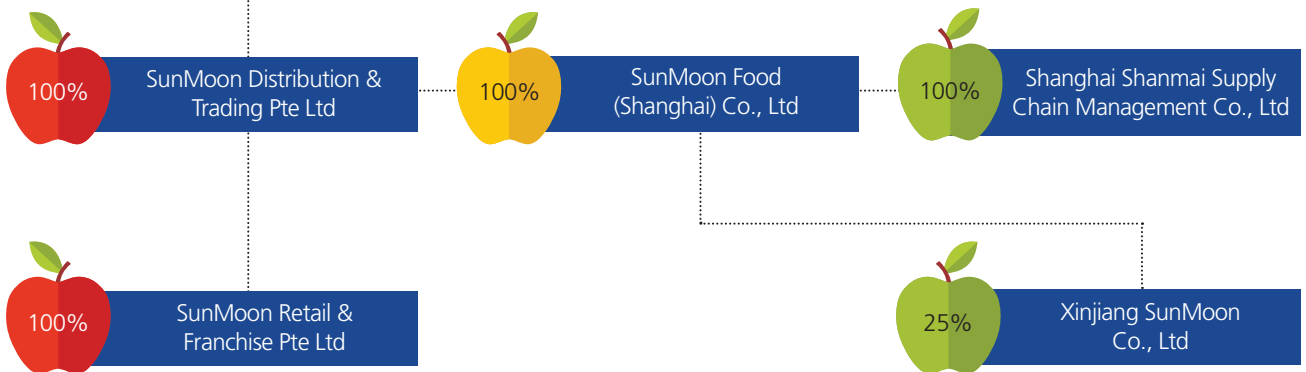 100%
SunMoon Distribution &
Trading Pte Ltd
100%
SunMoon Food
(Shanghai) Co., Ltd
100%
Shanghai Shanmai Supply
Chain Management Co., Ltd
100%
SunMoon Retail &
Franchise Pte Ltd
25%
Xinjiang SunMoon
Co., Ltd